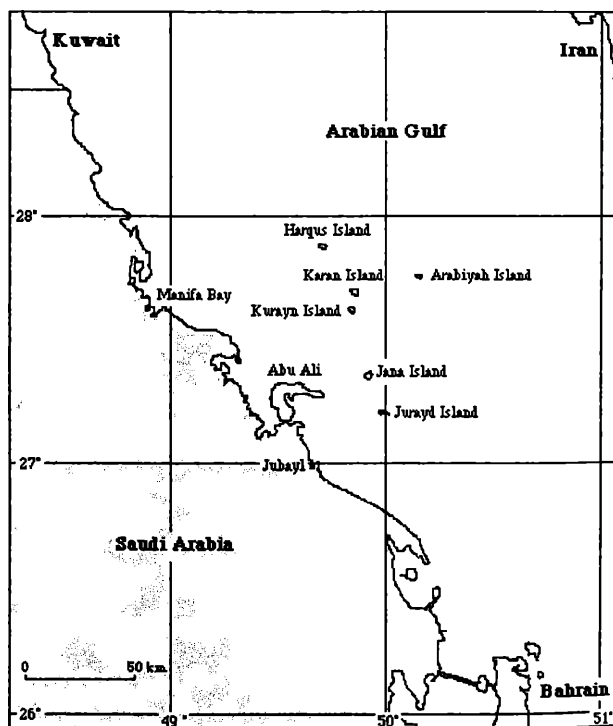 Kuwait
Iran
Arabian Gulf
28°
Harqus Island
Karan Island
Arabiyah Island
Manifa Bay
Kwayn Island
Abu Ali
Jana Island
Jurayd Island
27°
Jubayl
Saudi Arabia
0 50 km.
Bahrain
26°
49°
50°
51°